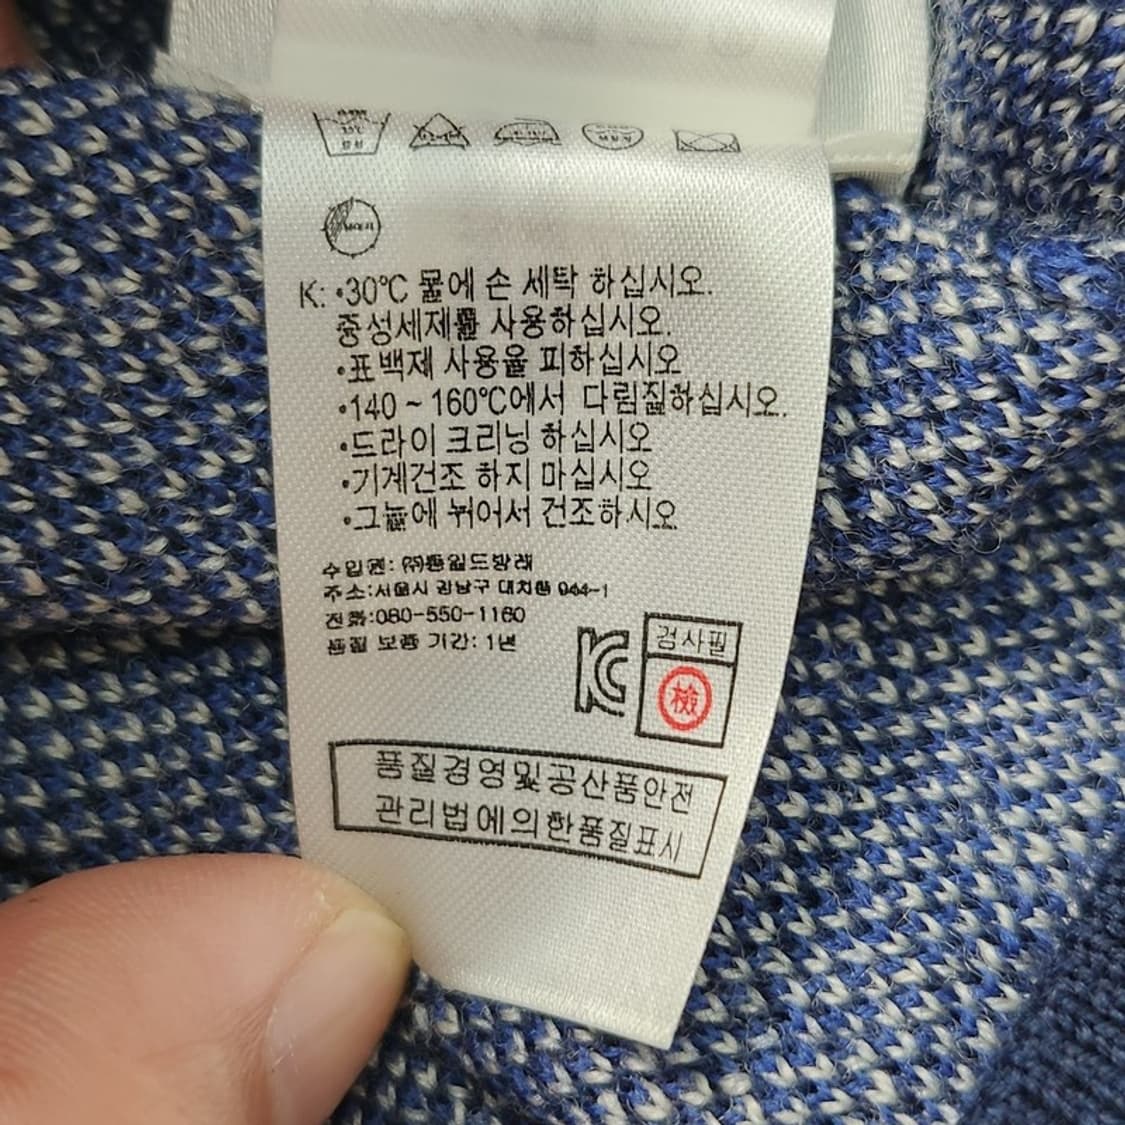 K: •30℃ 물에 손 세탁 하십시오.
중성세제를 사용하십시오.
•표백제 사용을 피하십시오
•140 ~ 160℃에서 다림질하십시오.
•드라이 크리닝 하십시오
•기계건조 하지 마십시오
•그늘에 뉘어서 건조하시오
수입원: (주)
주소:서울시 강남구 대치동 944-1
전화:080-550-1160
품질 보증 기간: 1년
검사필
檢
품질경영및공산품안전
관리법에의한품질표시